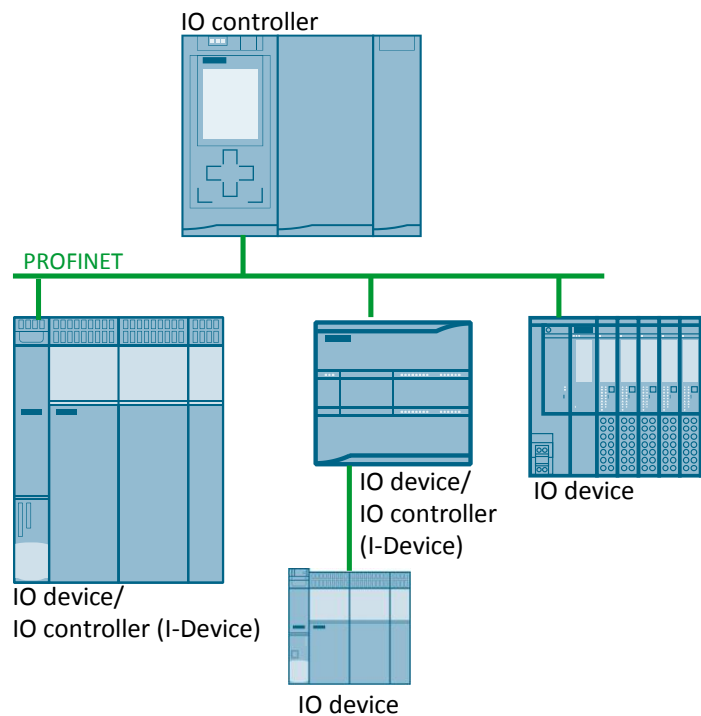 IO controller
PROFINET
IO device/
IO controller (I-Device)
IO device/
IO controller
(I-Device)
IO device
IO device